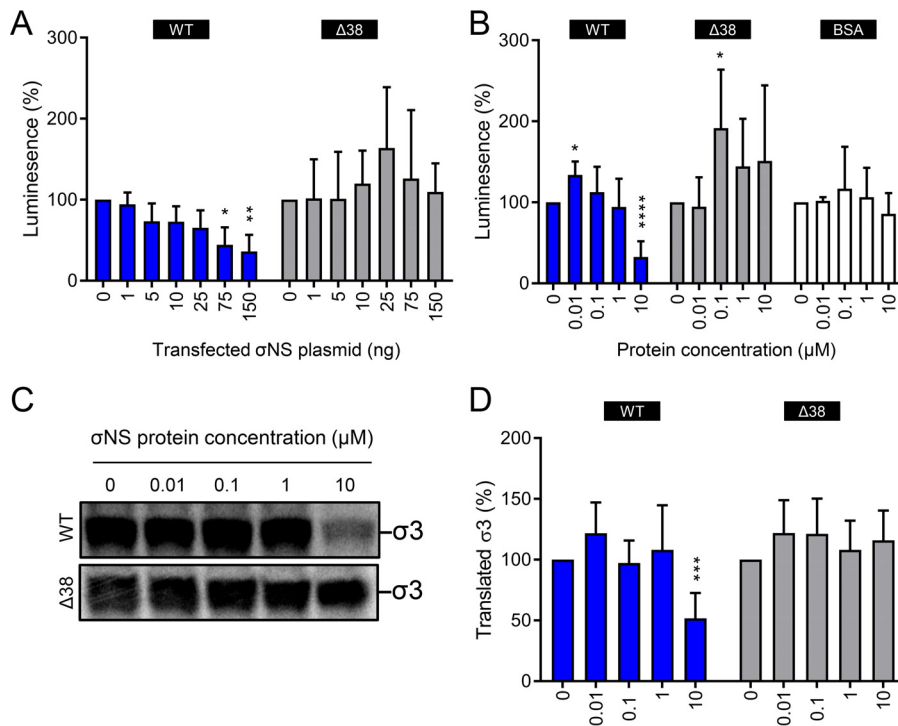 A
WT
Δ38
Luminesence (%)
300
200
100
0
*
**
0 1 5 10 25 75 150
0 1 5 10 25 75 150
Transfected σNS plasmid (ng)
B
WT
Δ38
BSA
Luminesence (%)
300
200
100
0
*
****
*
0 0.01 0.1 1 10
0 0.01 0.1 1 10
0 0.01 0.1 1 10
Protein concentration (µM)
C
σNS protein concentration (µM)
0 0.01 0.1 1 10
WT
σ3
Δ38
σ3
D
WT
Δ38
Translated σ3 (%)
200
150
100
50
0
***
0 0.01 0.1 1 10
0 0.01 0.1 1 10